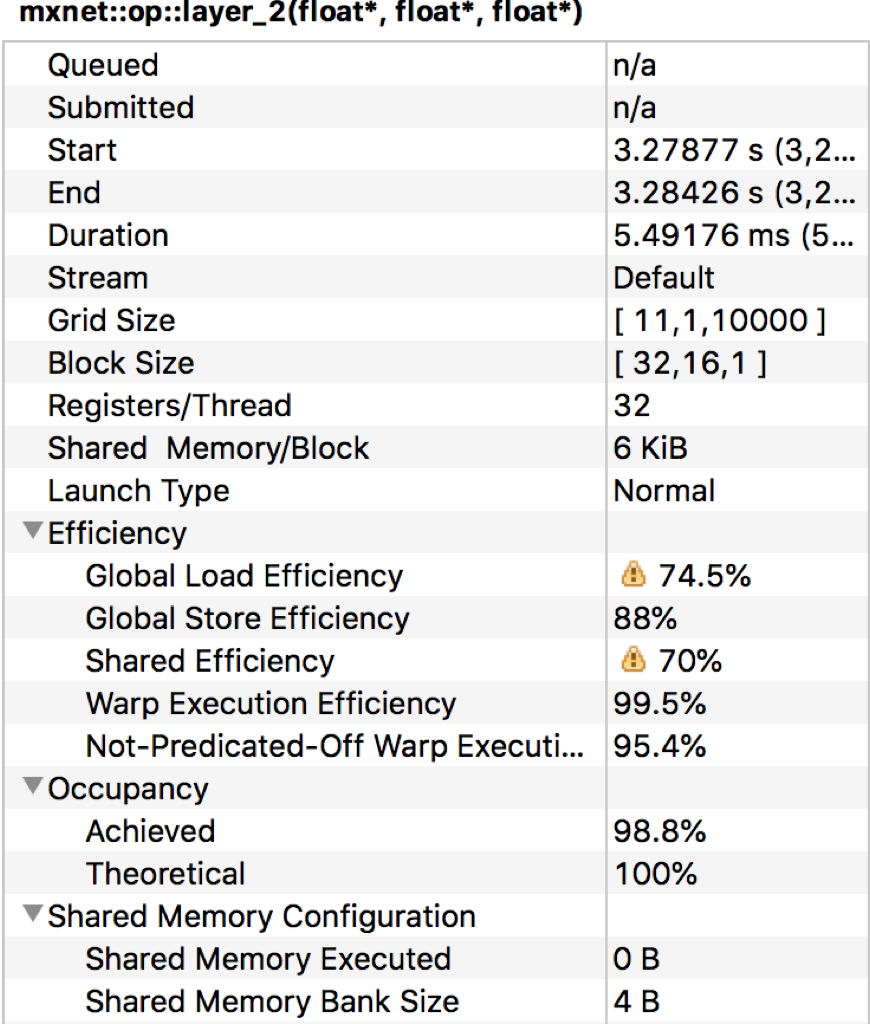 mxnet::op::layer_2(float*, float*, float*)
Queued n/a
Submitted n/a
Start 3.27877 s (3,2...
End 3.28426 s (3,2...
Duration 5.49176 ms (5...
Stream Default
Grid Size [ 11,1,10000 ]
Block Size [ 32,16,1 ]
Registers/Thread 32
Shared  Memory/Block 6 KiB
Launch Type Normal
Efficiency
Global Load Efficiency 74.5%
Global Store Efficiency 88%
Shared Efficiency 70%
Warp Execution Efficiency 99.5%
Not-Predicated-Off Warp Executi... 95.4%
Occupancy
Achieved 98.8%
Theoretical 100%
Shared Memory Configuration
Shared Memory Executed 0 B
Shared Memory Bank Size 4 B